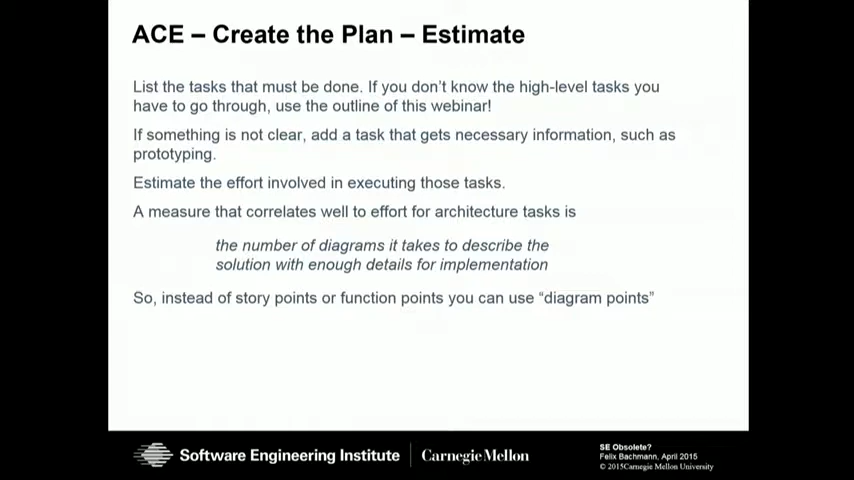 ACE – Create the Plan – Estimate
List the tasks that must be done. If you don’t know the high-level tasks you
have to go through, use the outline of this webinar!
If something is not clear, add a task that gets necessary information, such as
prototyping.
Estimate the effort involved in executing those tasks.
A measure that correlates well to effort for architecture tasks is
the number of diagrams it takes to describe the
solution with enough details for implementation
So, instead of story points or function points you can use “diagram points”
Software Engineering Institute
Carnegie Mellon
SE Obsolete?
Felix Bachmann, April 2015
© 2015Carnegie Mellon University